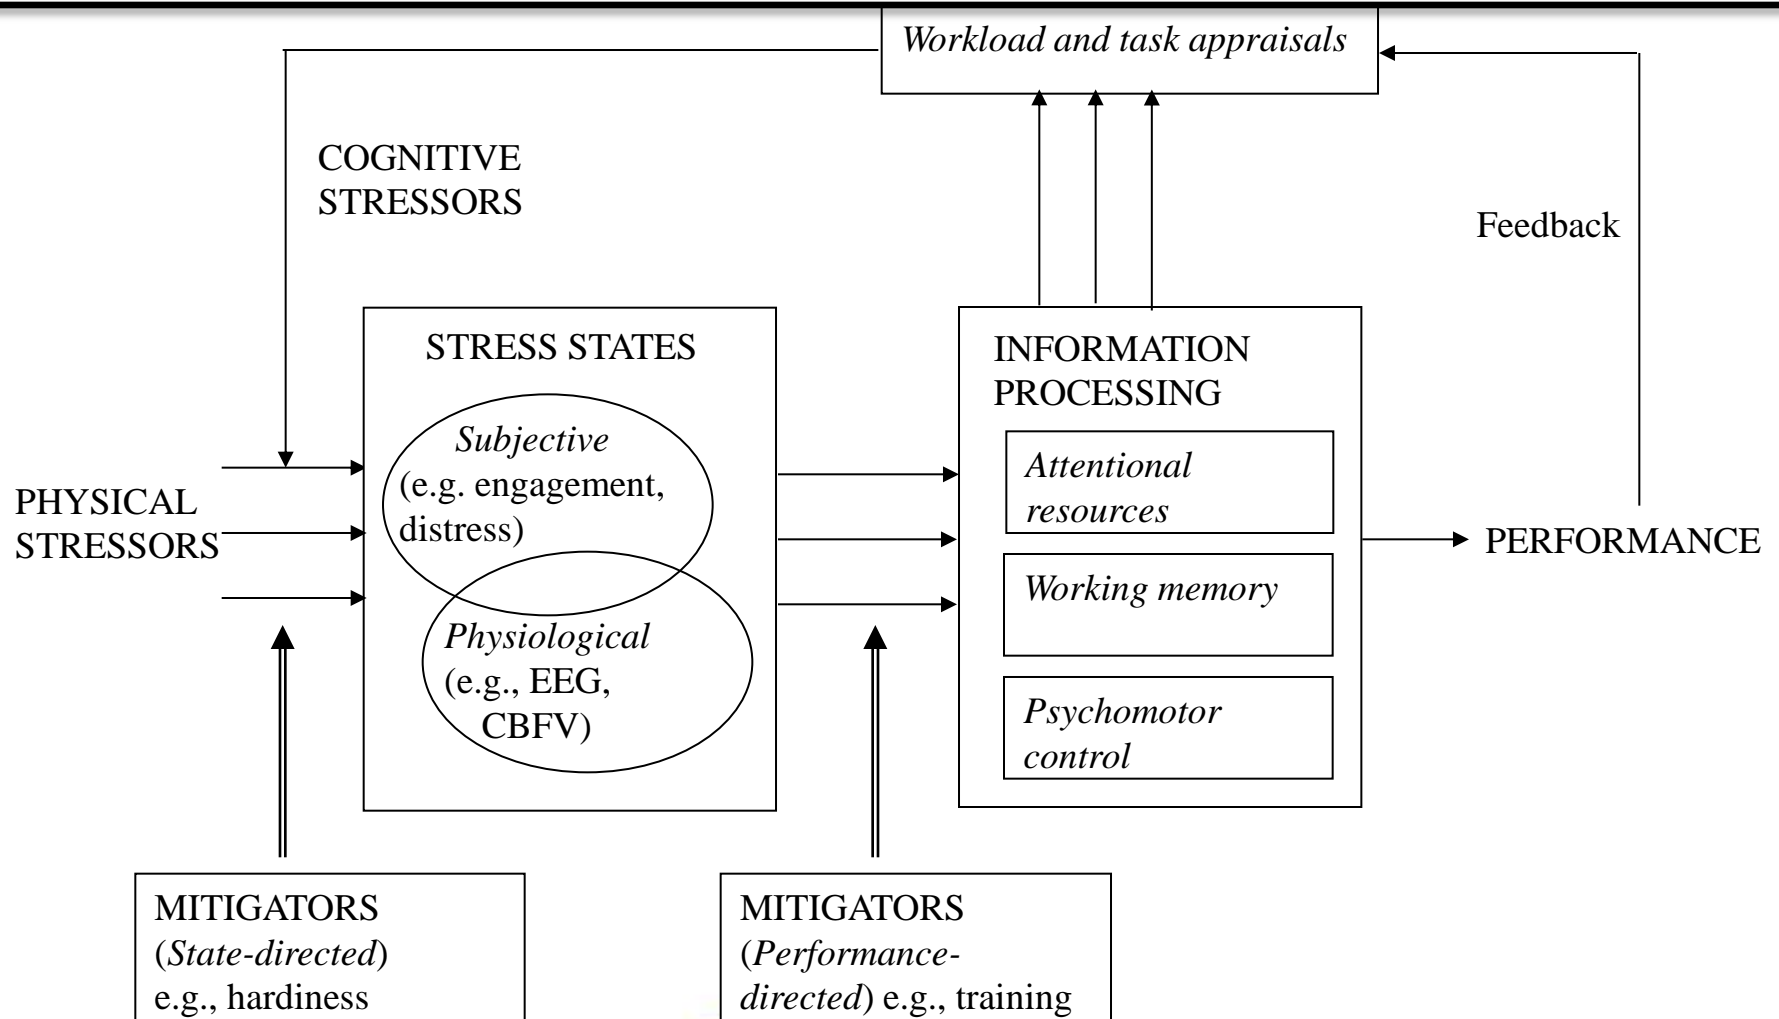 Workload and task appraisals
COGNITIVE
STRESSORS
Feedback
STRESS STATES
Subjective
(e.g. engagement,
distress)
Physiological
(e.g., EEG,
CBFV)
INFORMATION
PROCESSING
Attentional
resources
Working memory
Psychomotor
control
PHYSICAL
STRESSORS
PERFORMANCE
MITIGATORS
(State-directed)
e.g., hardiness
MITIGATORS
(Performance-
directed) e.g., training